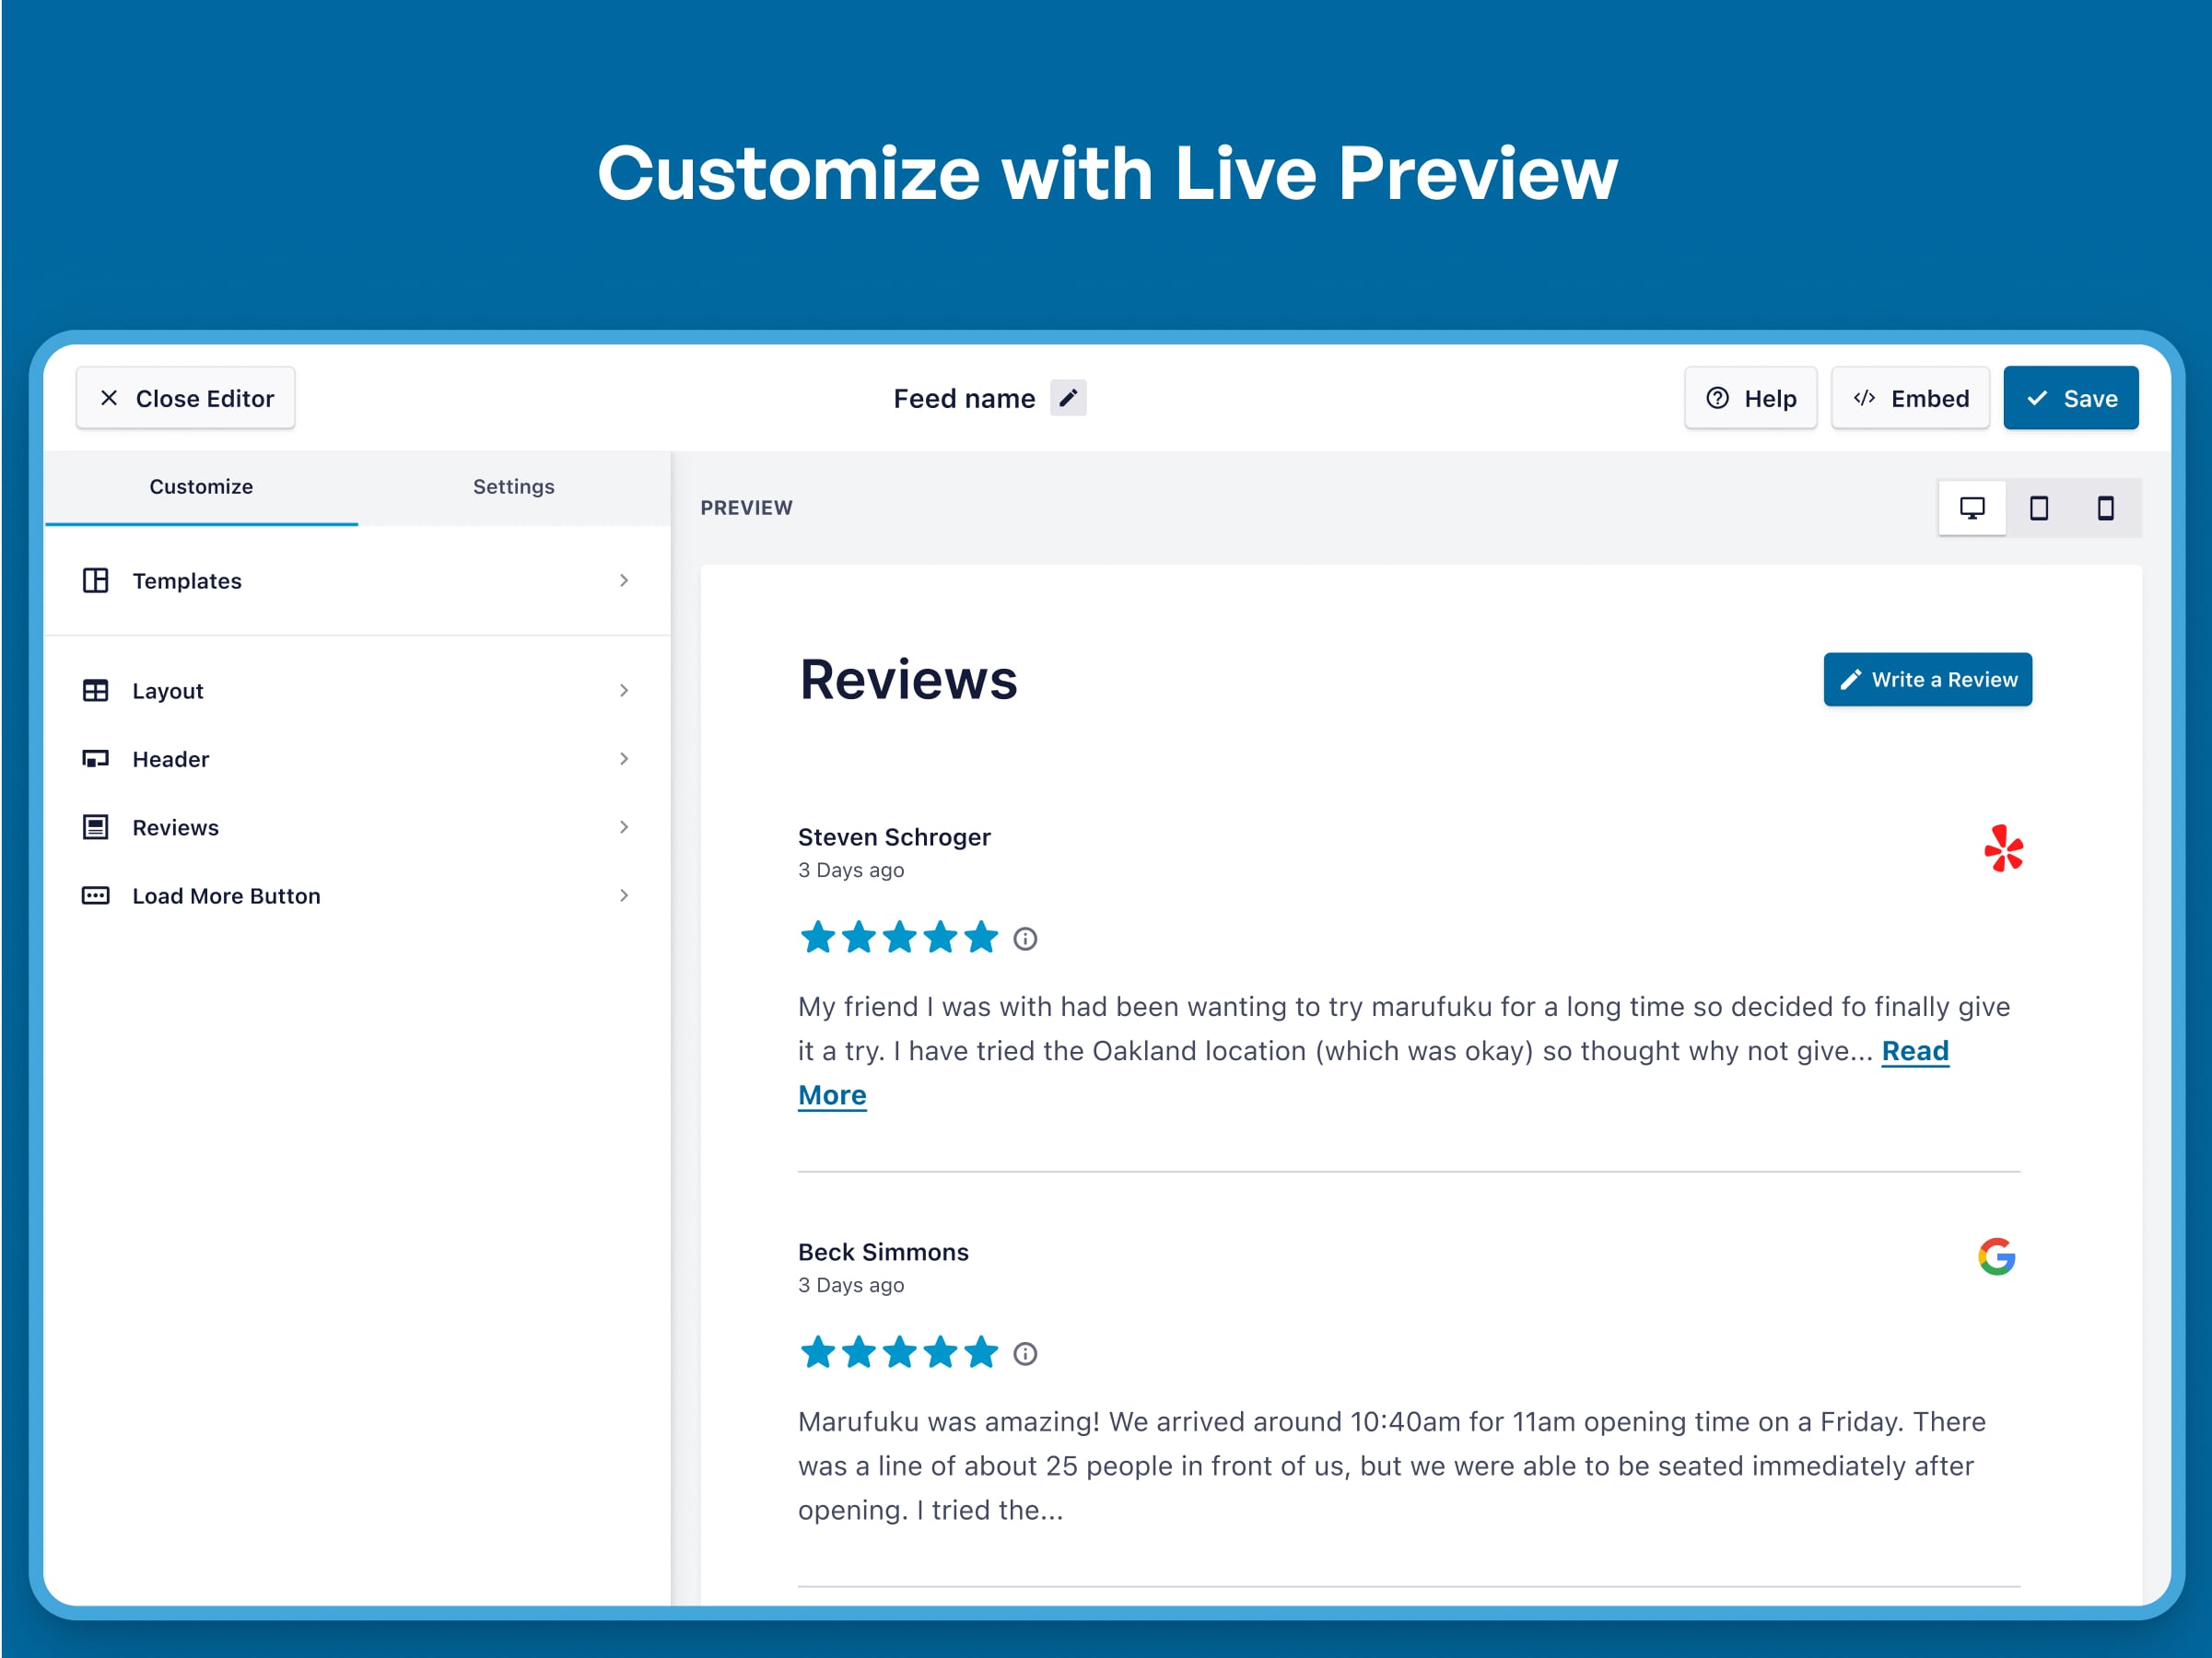 Customize with Live Preview
Close Editor
Feed name
Help
Embed
Save
Customize
Settings
Templates
Layout
Header
Reviews
Load More Button
PREVIEW
Reviews
Write a Review
Steven Schroger
3 Days ago
My friend I was with had been wanting to try marufuku for a long time so decided fo finally give
it a try. I have tried the Oakland location (which was okay) so thought why not give... Read
More
Beck Simmons
3 Days ago
Marufuku was amazing! We arrived around 10:40am for 11am opening time on a Friday. There
was a line of about 25 people in front of us, but we were able to be seated immediately after
opening. I tried the...